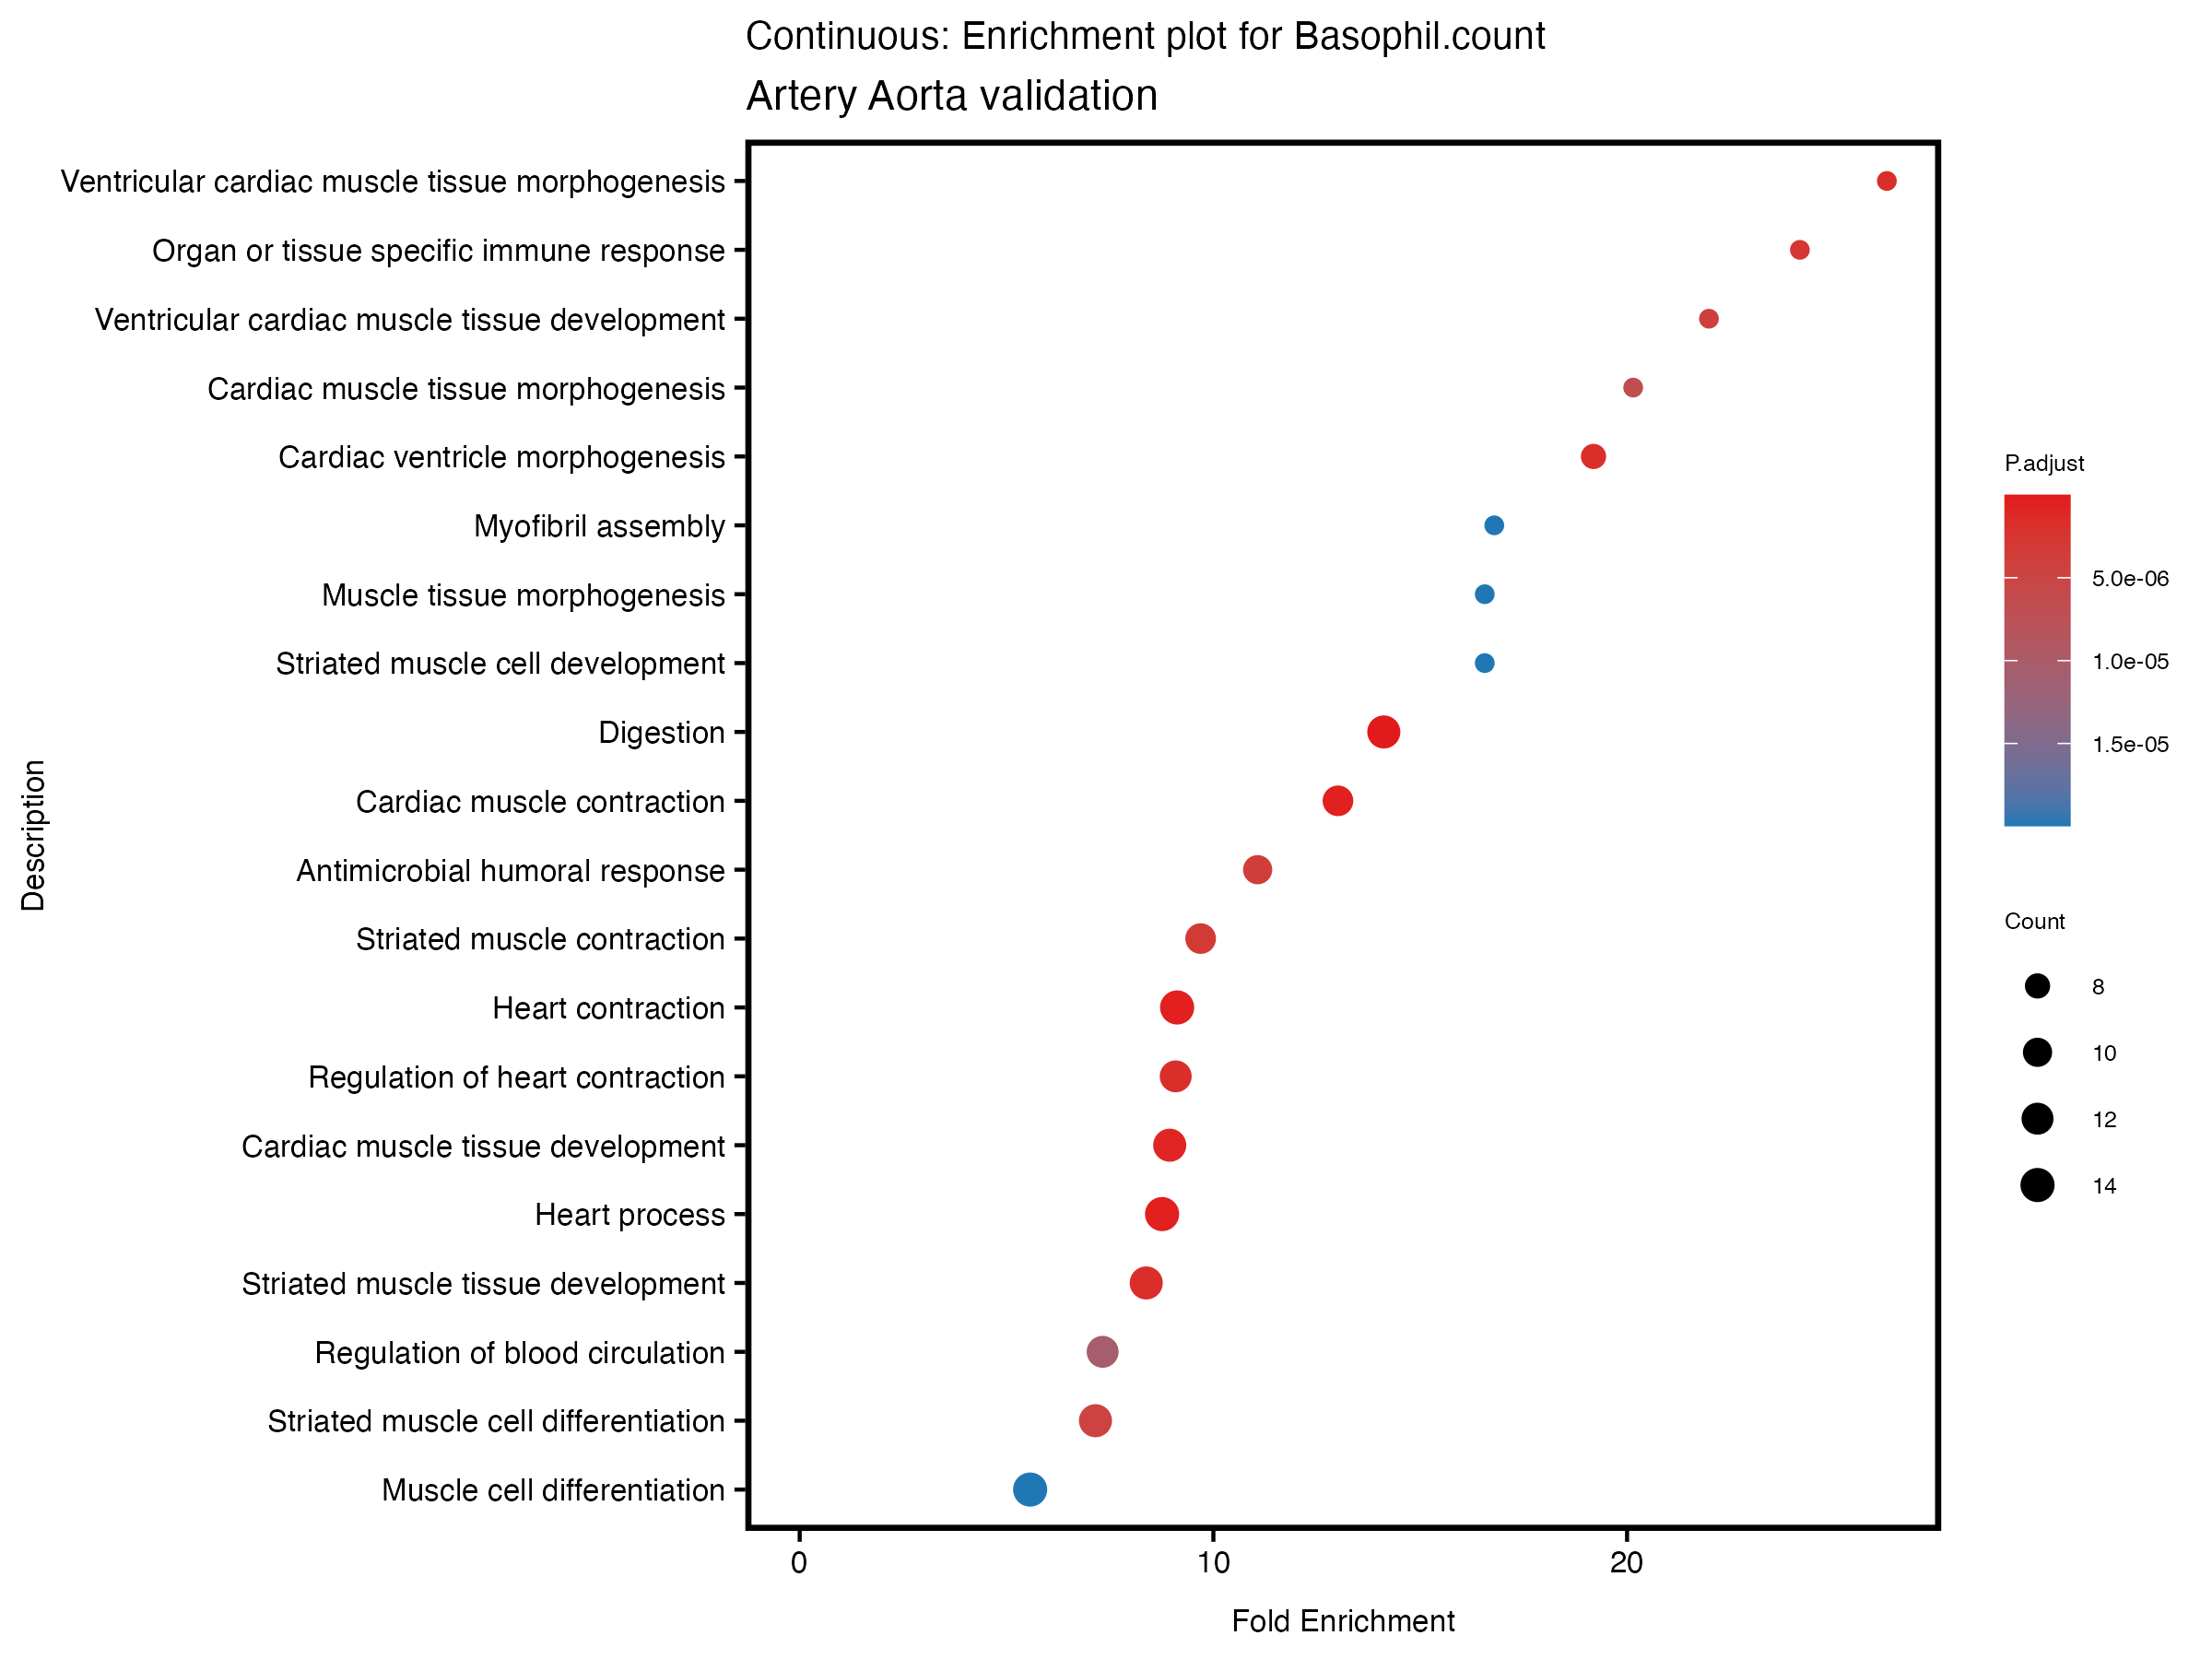 Continuous: Enrichment plot for Basophil.count
Artery Aorta validation
Ventricular cardiac muscle tissue morphogenesis
Organ or tissue specific immune response
Ventricular cardiac muscle tissue development
Cardiac muscle tissue morphogenesis
Cardiac ventricle morphogenesis
Myofibril assembly
Muscle tissue morphogenesis
Striated muscle cell development
Digestion
Cardiac muscle contraction
Antimicrobial humoral response
Striated muscle contraction
Heart contraction
Regulation of heart contraction
Cardiac muscle tissue development
Heart process
Striated muscle tissue development
Regulation of blood circulation
Striated muscle cell differentiation
Muscle cell differentiation
Description
0 10 20
Fold Enrichment
P.adjust
5.0e-06
1.0e-05
1.5e-05
Count
8
10
12
14